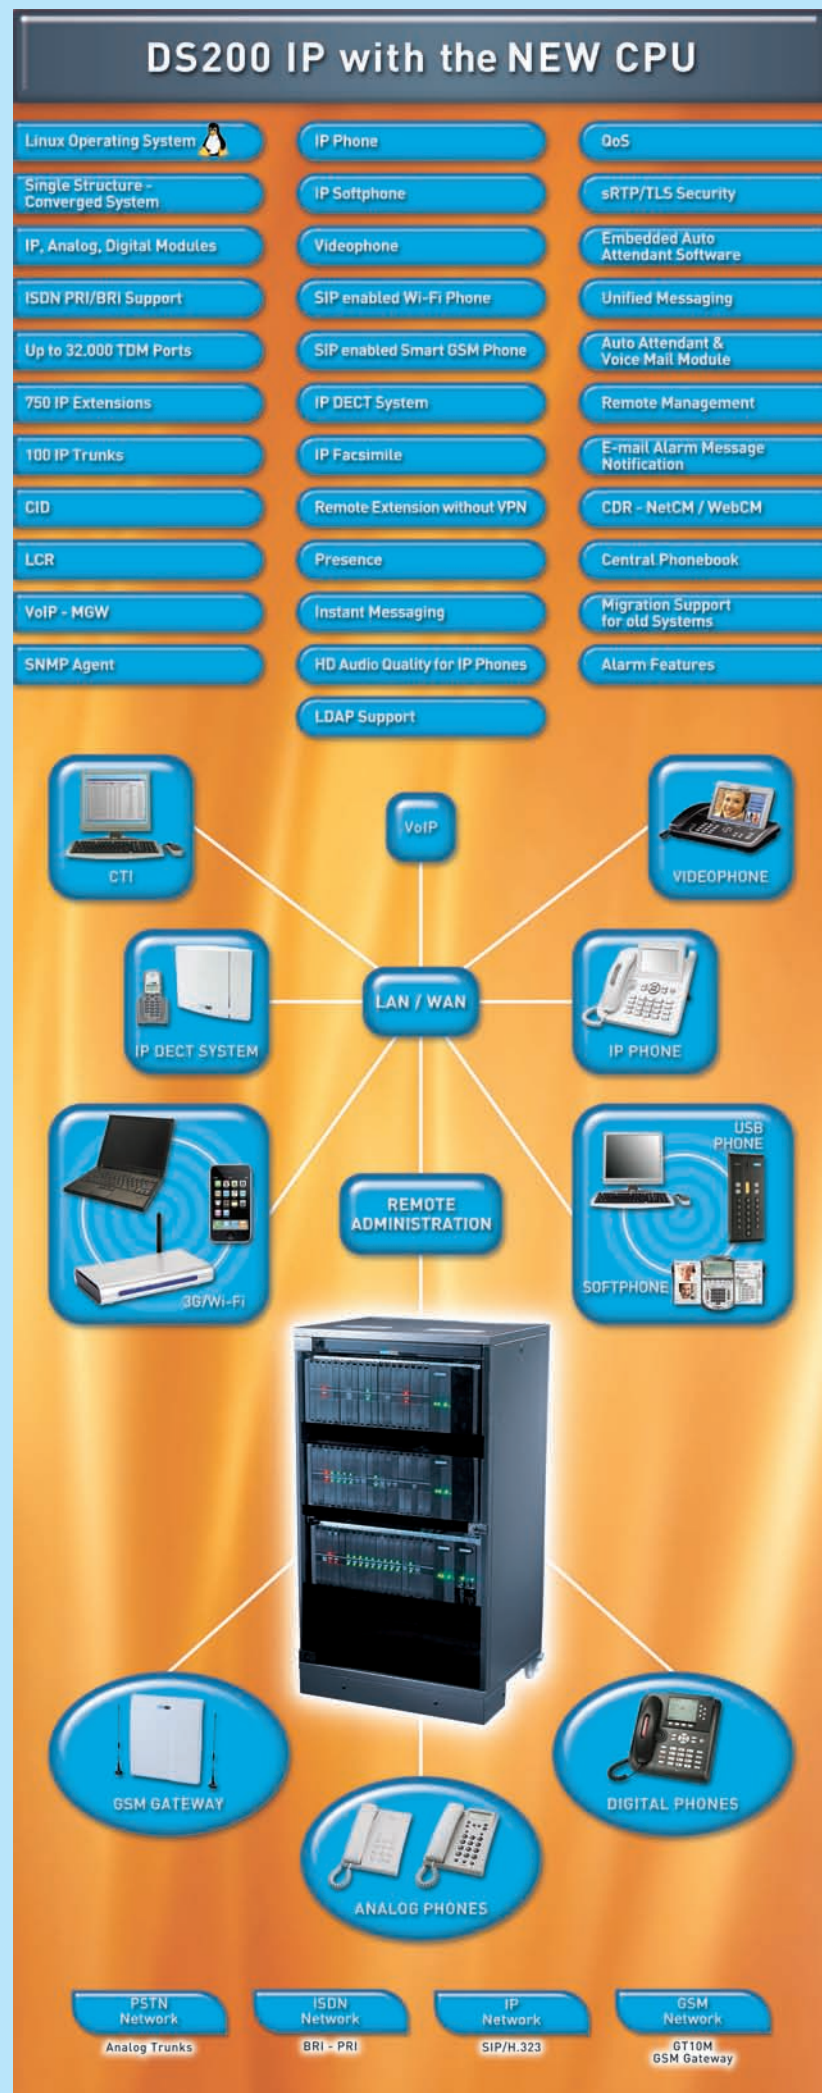 DS200 IP with the NEW CPU
Linux Operating System
Single Structure -
Converged System
IP, Analog, Digital Modules
ISDN PRI/BRI Support
Up to 32.000 TDM Ports
750 IP Extensions
100 IP Trunks
CID
LCR
VoIP - MGW
SNMP Agent
IP Phone
IP Softphone
Videophone
SIP enabled Wi-Fi Phone
SIP enabled Smart GSM Phone
IP DECT System
IP Facsimile
Remote Extension without VPN
Presence
Instant Messaging
HD Audio Quality for IP Phones
LDAP Support
QoS
sRTP/TLS Security
Embedded Auto
Attendant Software
Unified Messaging
Auto Attendant &
Voice Mail Module
Remote Management
E-mail Alarm Message
Notification
CDR - NetCM / WebCM
Central Phonebook
Migration Support
for old Systems
Alarm Features
CTI
VoIP
VIDEOPHONE
IP DECT SYSTEM
LAN / WAN
IP PHONE
3G/Wi-Fi
REMOTE
ADMINISTRATION
USB
PHONE
SOFTPHONE
GSM GATEWAY
ANALOG PHONES
DIGITAL PHONES
PSTN
Network
Analog Trunks
ISDN
Network
BRI - PRI
IP
Network
SIP/H.323
GSM
Network
GT10M
GSM Gateway